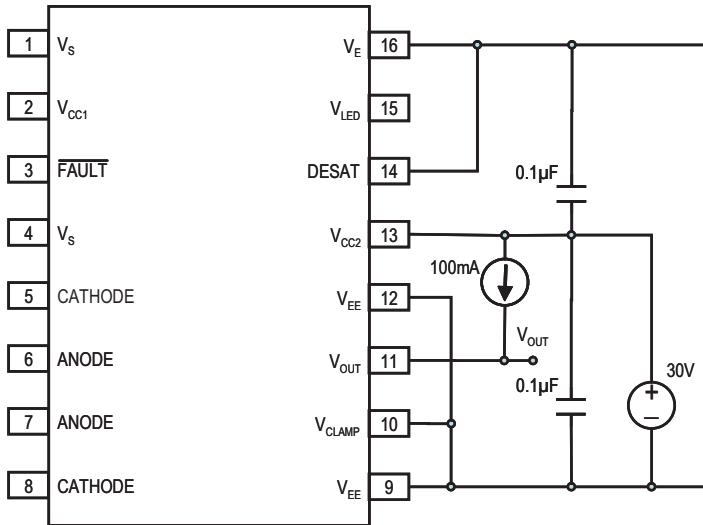 1 V_S V_E 16
2 V_CC1 V_LED 15
3 FAULT DESAT 14
0.1µF
4 V_S V_CC2 13
100mA
5 CATHODE V_EE 12
6 ANODE V_OUT 11
V_OUT
0.1µF
30V
+
–
7 ANODE V_CLAMP 10
8 CATHODE V_EE 9